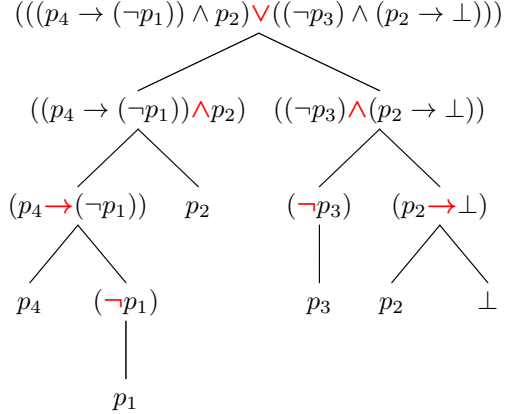 (((p₄ → (¬p₁)) ∧ p₂)∨((¬p₃) ∧ (p₂ → ⊥)))
((p₄ → (¬p₁))∧p₂) ((¬p₃)∧(p₂ → ⊥))
(p₄→(¬p₁)) p₂ (¬p₃) (p₂→⊥)
p₄ (¬p₁) p₃ p₂ ⊥
p₁